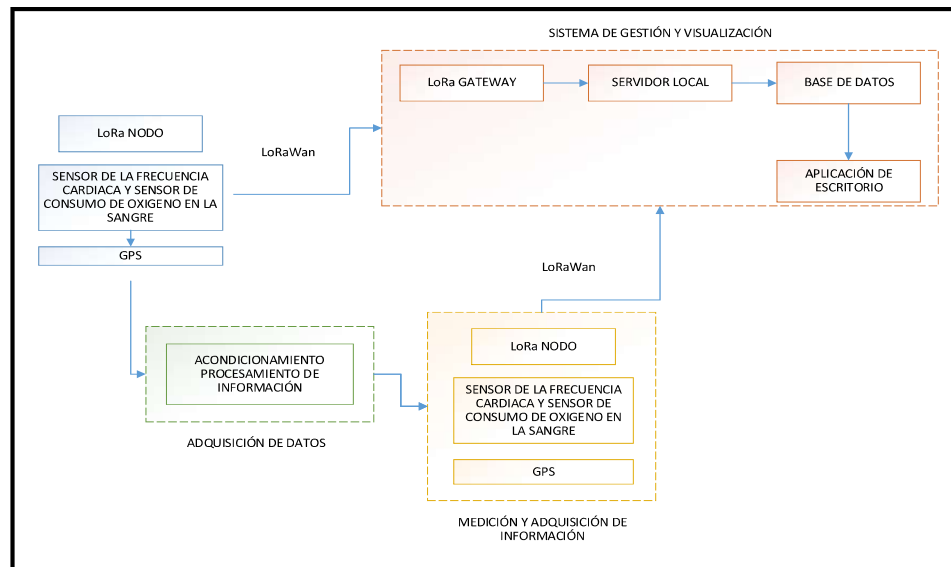 SISTEMA DE GESTIÓN Y VISUALIZACIÓN
LoRa GATEWAY
SERVIDOR LOCAL
BASE DE DATOS
APLICACIÓN DE
ESCRITORIO
LoRa NODO
SENSOR DE LA FRECUENCIA
CARDIACA Y SENSOR DE
CONSUMO DE OXIGENO EN LA
SANGRE
GPS
LoRaWan
ACONDICIONAMIENTO
PROCESAMIENTO DE
INFORMACIÓN
ADQUISICIÓN DE DATOS
LoRaWan
LoRa NODO
SENSOR DE LA FRECUENCIA
CARDIACA Y SENSOR DE
CONSUMO DE OXIGENO EN
LA SANGRE
GPS
MEDICIÓN Y ADQUISICIÓN DE
INFORMACIÓN